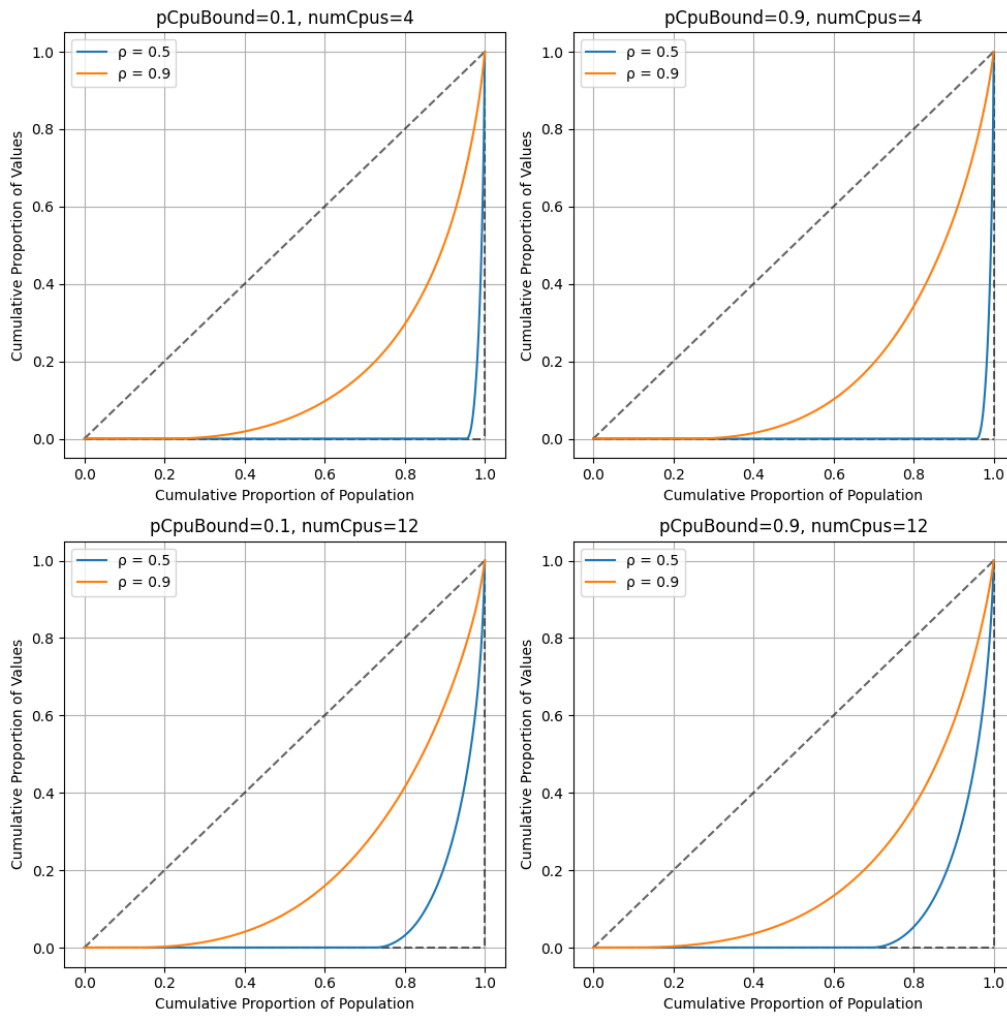 pCpuBound=0.1, numCpus=4
ρ = 0.5
ρ = 0.9
1.0
0.8
0.6
0.4
0.2
0.0
Cumulative Proportion of Values
0.0 0.2 0.4 0.6 0.8 1.0
Cumulative Proportion of Population
pCpuBound=0.9, numCpus=4
ρ = 0.5
ρ = 0.9
1.0
0.8
0.6
0.4
0.2
0.0
Cumulative Proportion of Values
0.0 0.2 0.4 0.6 0.8 1.0
Cumulative Proportion of Population
pCpuBound=0.1, numCpus=12
ρ = 0.5
ρ = 0.9
1.0
0.8
0.6
0.4
0.2
0.0
Cumulative Proportion of Values
0.0 0.2 0.4 0.6 0.8 1.0
Cumulative Proportion of Population
pCpuBound=0.9, numCpus=12
ρ = 0.5
ρ = 0.9
1.0
0.8
0.6
0.4
0.2
0.0
Cumulative Proportion of Values
0.0 0.2 0.4 0.6 0.8 1.0
Cumulative Proportion of Population